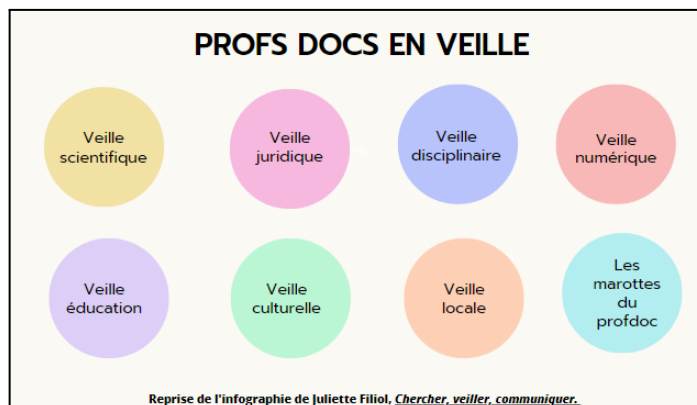 PROFS DOCS EN VEILLE
Veille
scientifique
Veille
juridique
Veille
disciplinaire
Veille
numérique
Veille
éducation
Veille
culturelle
Veille
locale
Les
marottes
du
profdoc
Reprise de l'infographie de Juliette Filiol, Chercher, veiller, communiquer.